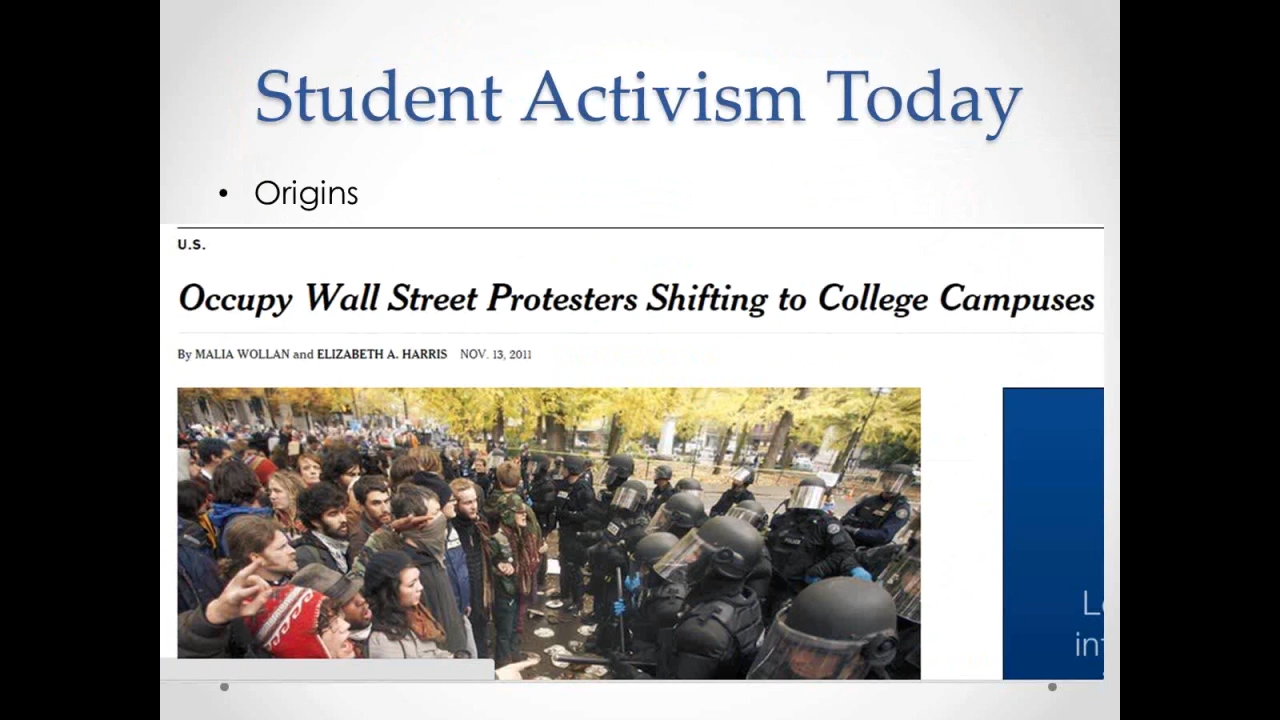 Student Activism Today
• Origins
U.S.
Occupy Wall Street Protesters Shifting to College Campuses
By MALIA WOLLAN and ELIZABETH A. HARRIS NOV. 13, 2011
POLICE